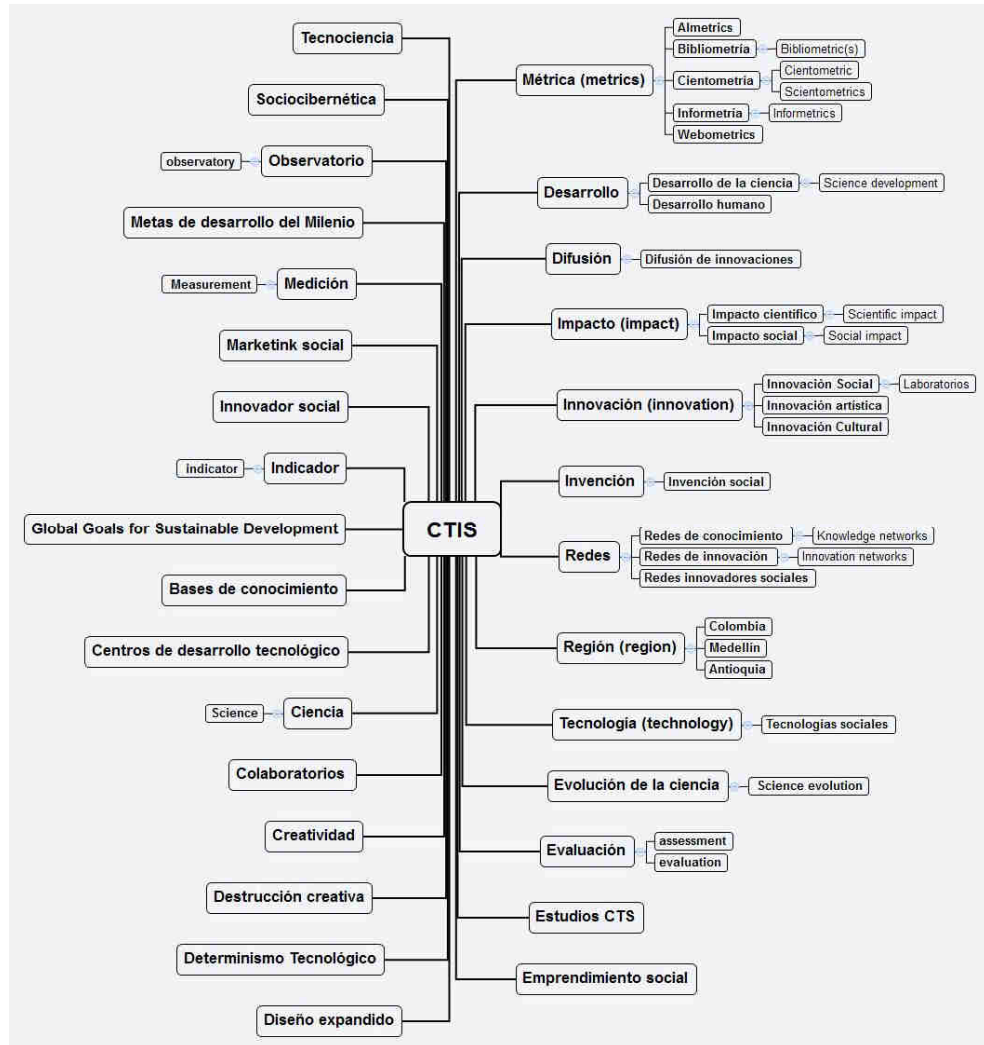 Tecnociencia
Sociocibernética
observatory
Observatorio
Metas de desarrollo del Milenio
Measurement
Medición
Marketink social
Innovador social
indicator
Indicador
Global Goals for Sustainable Development
Bases de conocimiento
Centros de desarrollo tecnológico
Science
Ciencia
Colaboratorios
Creatividad
Destrucción creativa
Determinismo Tecnológico
Diseño expandido
CTIS
Métrica (metrics)
Almetrics
Bibliometría
Bibliometric(s)
Cientometría
Cientometric
Scientometrics
Informetría
Informetrics
Webometrics
Desarrollo
Desarrollo de la ciencia
Science development
Desarrollo humano
Difusión
Difusión de innovaciones
Impacto (impact)
Impacto científico
Scientific impact
Impacto social
Social impact
Innovación (innovation)
Innovación Social
Laboratorios
Innovación artística
Innovación Cultural
Invención
Invención social
Redes
Redes de conocimiento
Knowledge networks
Redes de innovación
Innovation networks
Redes innovadores sociales
Región (region)
Colombia
Medellín
Antioquia
Tecnología (technology)
Tecnologías sociales
Evolución de la ciencia
Science evolution
Evaluación
assessment
evaluation
Estudios CTS
Emprendimiento social